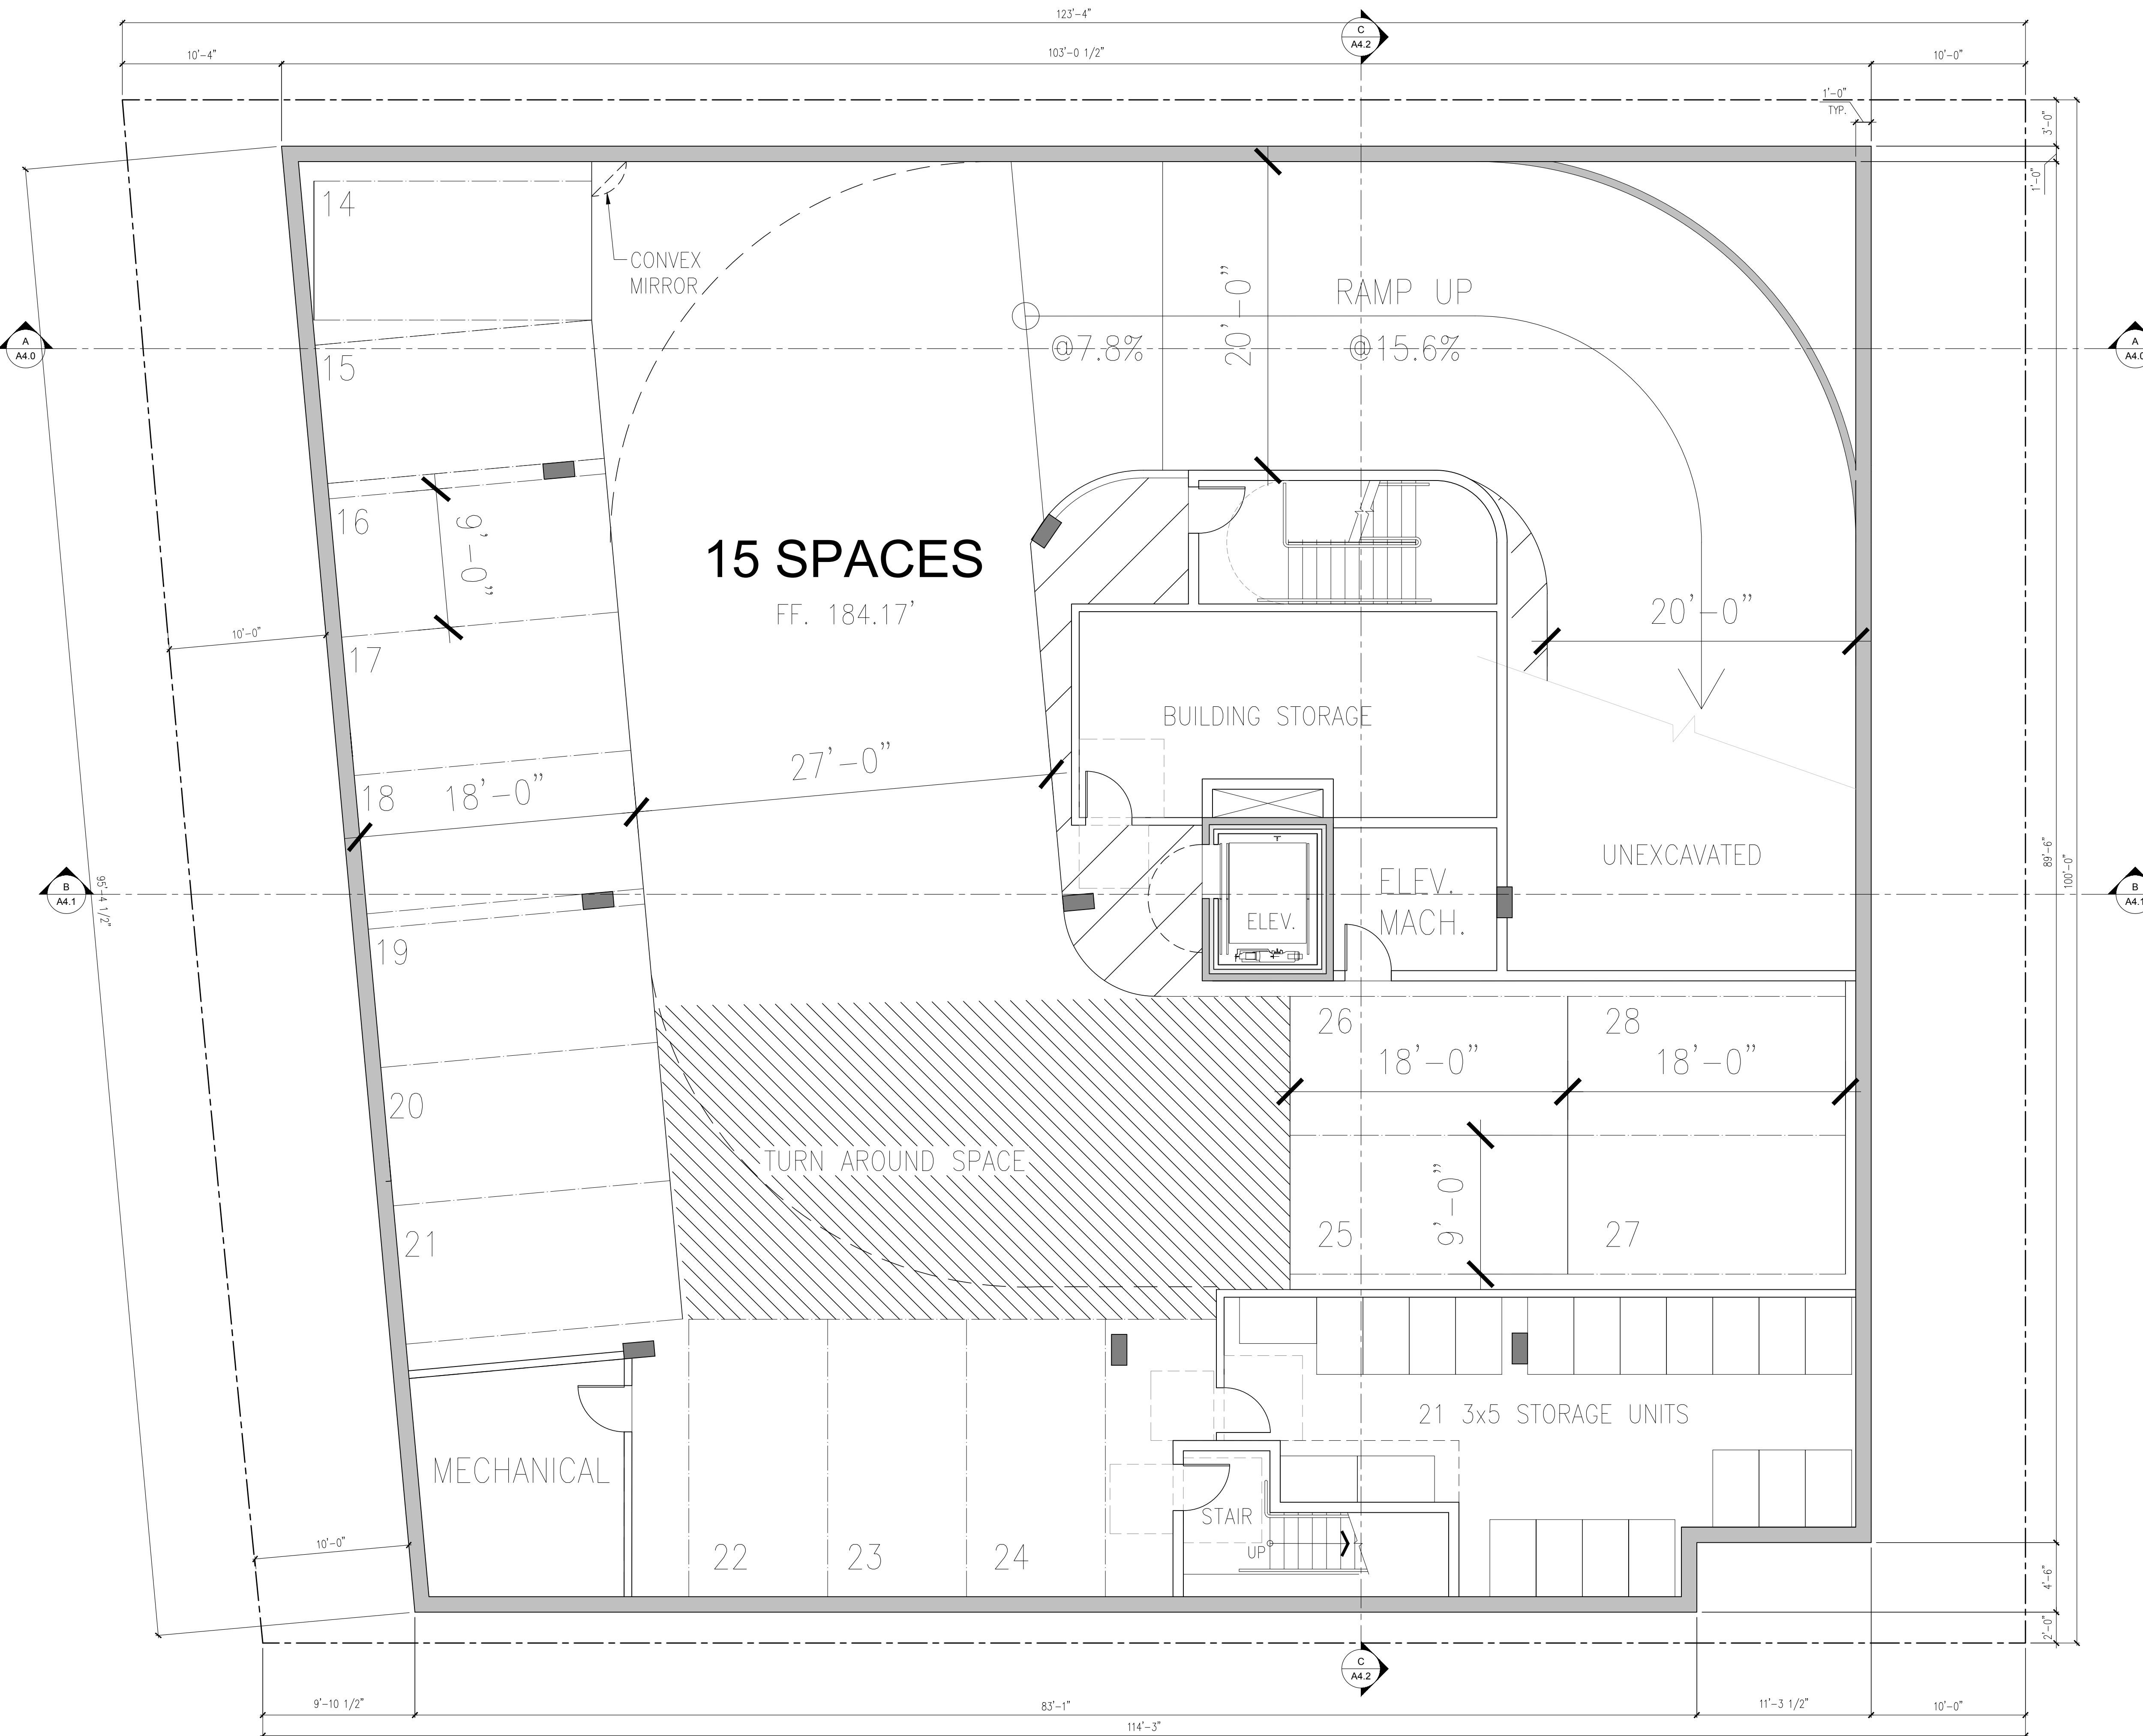 123'-4"
C
A4.2
10'-4"
103'-0 1/2"
10'-0"
1'-0"
TYP.
3'-0"
1'-0"
14
CONVEX
MIRROR
20'-0"
RAMP UP
@7.8%
@15.6%
A
A4.0
A
A4.0
15
16
9'-0"
15 SPACES
FF. 184.17'
20'-0"
10'-0"
17
BUILDING STORAGE
27'-0"
18
18'-0"
UNEXCAVATED
89'-6"
100'-0"
B
A4.1
B
A4.1
95'-4 1/2"
ELEV.
MACH.
ELEV.
19
26
28
18'-0"
18'-0"
20
TURN AROUND SPACE
9'-0"
21
25
27
21 3x5 STORAGE UNITS
MECHANICAL
STAIR
UP
10'-0"
22
23
24
4'-6"
2'-0"
C
A4.2
9'-10 1/2"
83'-1"
11'-3 1/2"
10'-0"
114'-3"